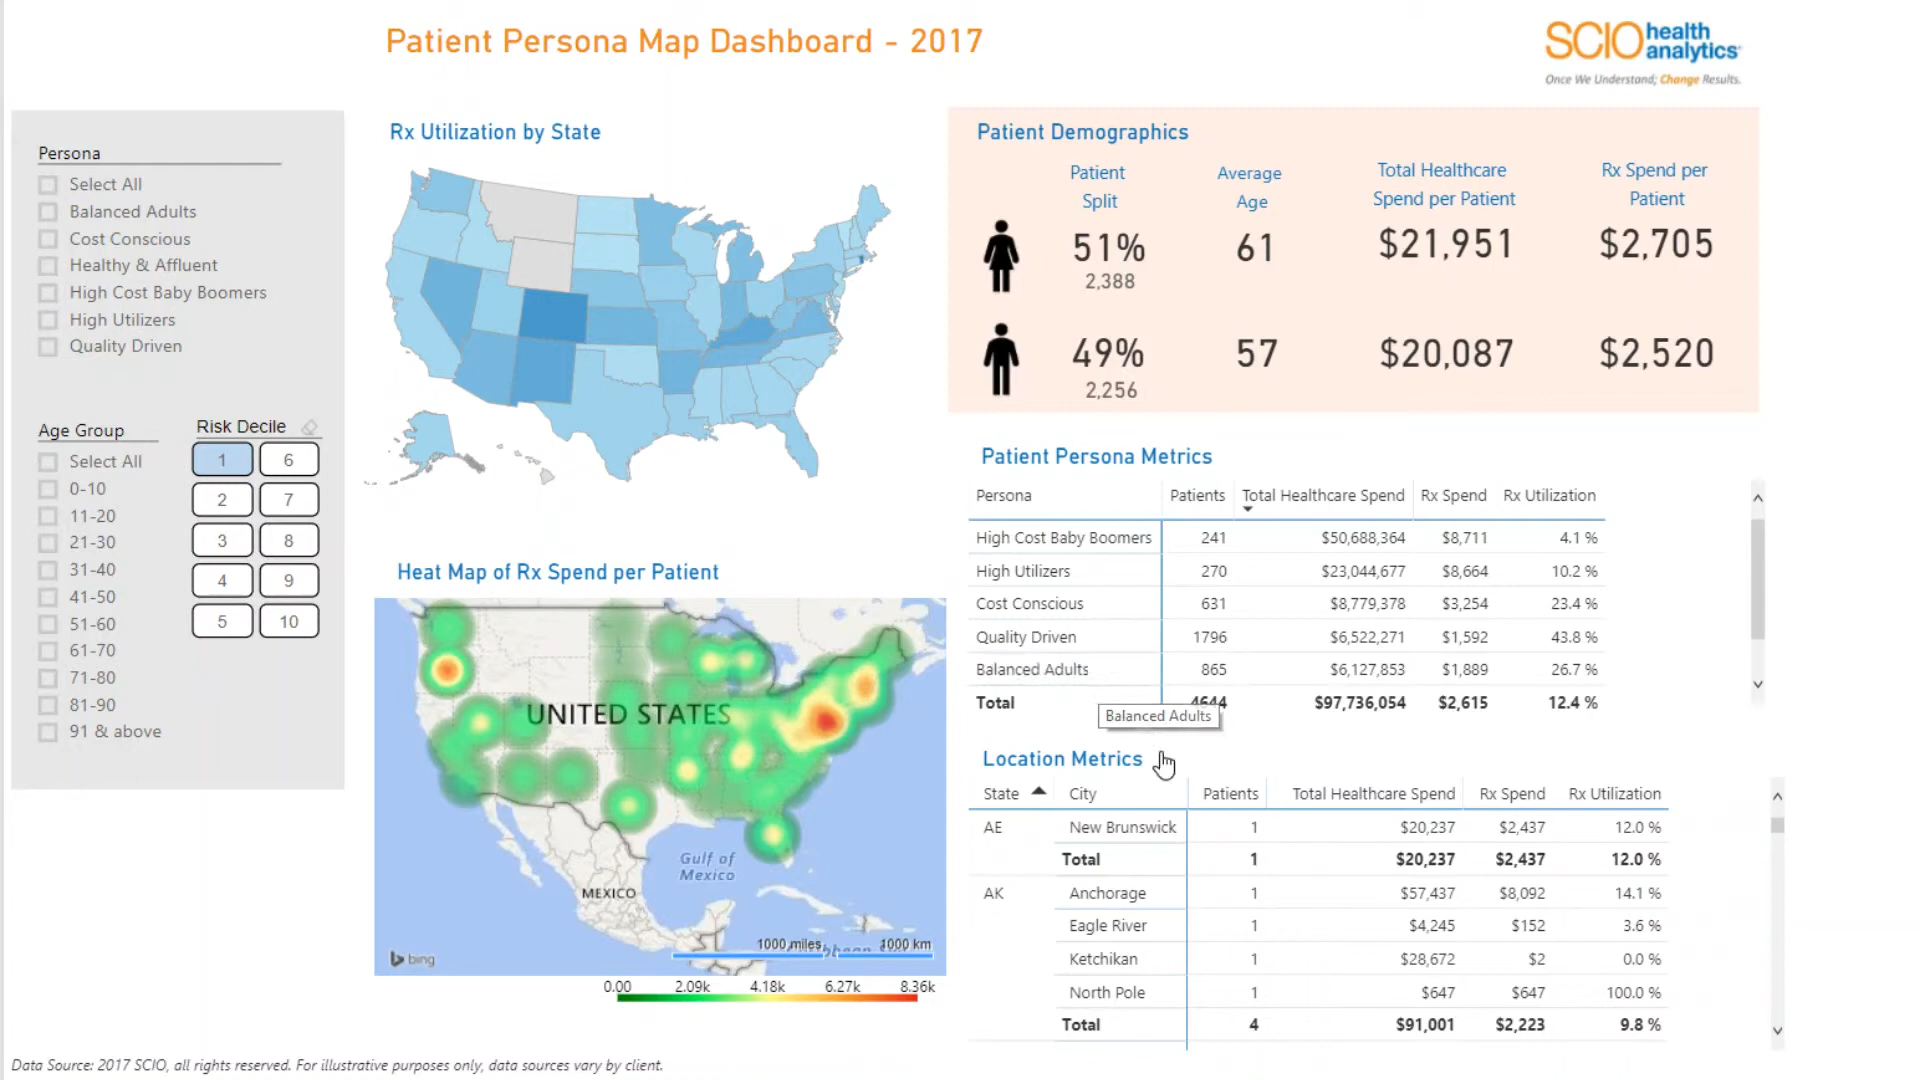 Patient Persona Map Dashboard - 2017
SCIO health analytics
Once We Understand; Change Results.
Persona
Select All
Balanced Adults
Cost Conscious
Healthy & Affluent
High Cost Baby Boomers
High Utilizers
Quality Driven
Age Group
Select All
0-10
11-20
21-30
31-40
41-50
51-60
61-70
71-80
81-90
91 & above
Risk Decile
1 6
2 7
3 8
4 9
5 10
Rx Utilization by State
Heat Map of Rx Spend per Patient
UNITED STATES
Gulf of
Mexico
MEXICO
1000 miles 1000 km
bing
0.00 2.09k 4.18k 6.27k 8.36k
Patient Demographics
Patient Split Average Age Total Healthcare Spend per Patient Rx Spend per Patient
51% 61 $21,951 $2,705
2,388
49% 57 $20,087 $2,520
2,256
Patient Persona Metrics
Persona Patients Total Healthcare Spend Rx Spend Rx Utilization
High Cost Baby Boomers 241 $50,688,364 $8,711 4.1 %
High Utilizers 270 $23,044,677 $8,664 10.2 %
Cost Conscious 631 $8,779,378 $3,254 23.4 %
Quality Driven 1796 $6,522,271 $1,592 43.8 %
Balanced Adults 865 $6,127,853 $1,889 26.7 %
Total 4644 $97,736,054 $2,615 12.4 %
Balanced Adults
Location Metrics
State City Patients Total Healthcare Spend Rx Spend Rx Utilization
AE New Brunswick 1 $20,237 $2,437 12.0 %
Total 1 $20,237 $2,437 12.0 %
AK Anchorage 1 $57,437 $8,092 14.1 %
Eagle River 1 $4,245 $152 3.6 %
Ketchikan 1 $28,672 $2 0.0 %
North Pole 1 $647 $647 100.0 %
Total 4 $91,001 $2,223 9.8 %
Data Source: 2017 SCIO, all rights reserved. For illustrative purposes only, data sources vary by client.